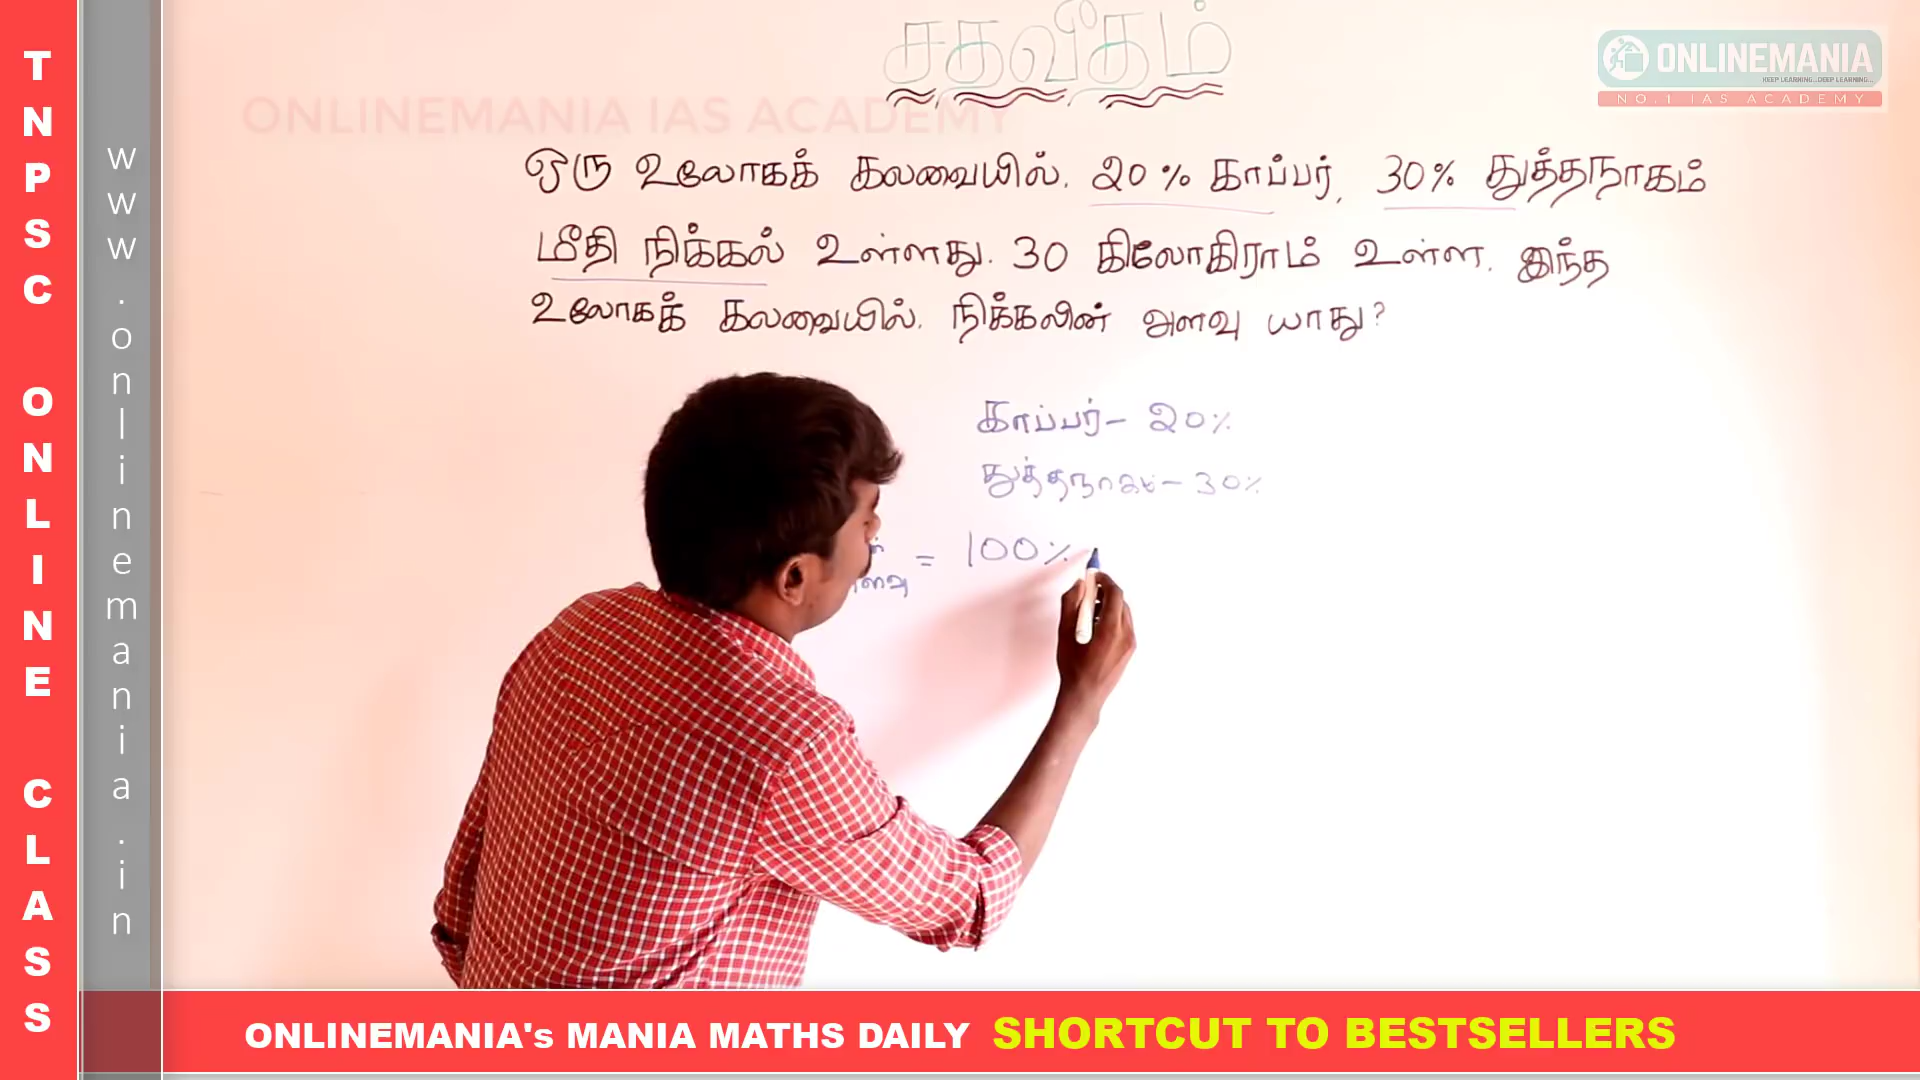 சதவீதம்
ONLINEMANIA
KEEP LEARNING...DEEP LEARNING...
NO.1 IAS ACADEMY
ONLINEMANIA IAS ACADEMY
ஒரு உலோகக் கலவையில். 20% காப்பர், 30% துத்தநாகம்
மீதி நிக்கல் உள்ளது. 30 கிலோகிராம் உள்ள. இந்த
உலோகக் கலவையில். நிக்கலின் அளவு யாது?
காப்பர் - 20%
துத்தநாகம் - 30%
= 100%
TNPSC ONLINE CLASS
www.onlinemania.in
ONLINEMANIA's MANIA MATHS DAILY SHORTCUT TO BESTSELLERS